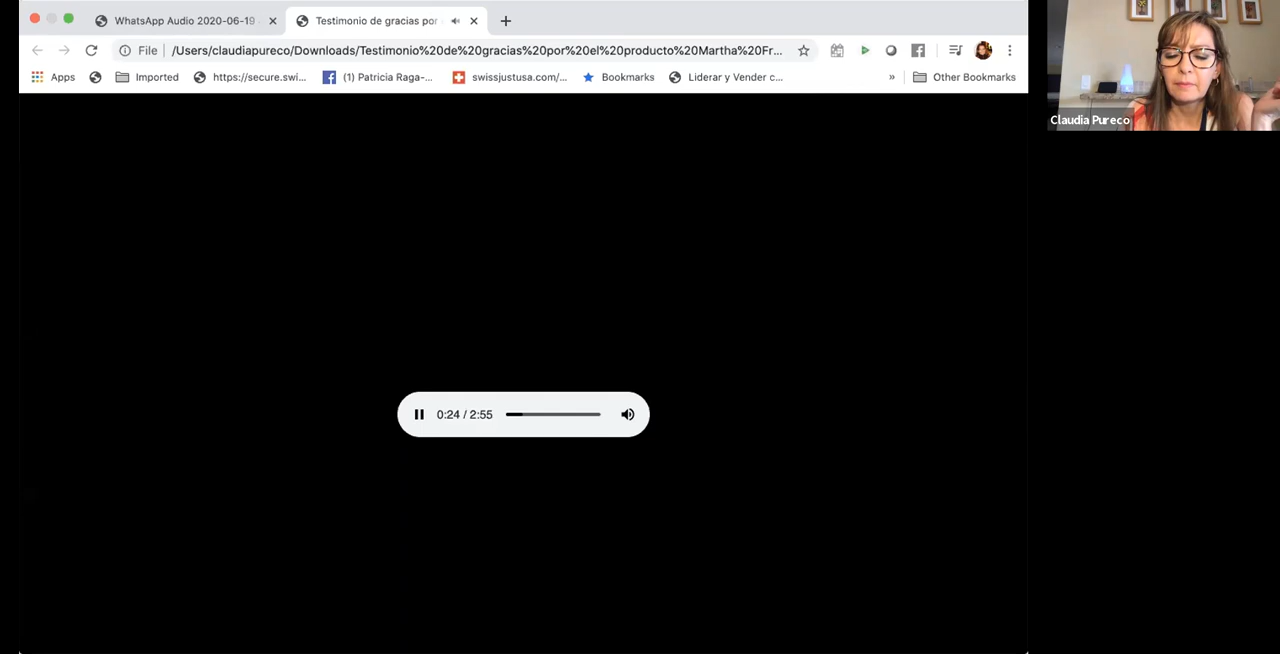 WhatsApp Audio 2020-06-19
Testimonio de gracias por
File
/Users/claudiapureco/Downloads/Testimonio%20de%20gracias%20por%20el%20producto%20Martha%20Fr...
Apps
Imported
https://secure.swi...
(1) Patricia Raga-...
swissjustusa.com/...
Bookmarks
Liderar y Vender c...
»
Other Bookmarks
Claudia Pureco
0:24 / 2:55